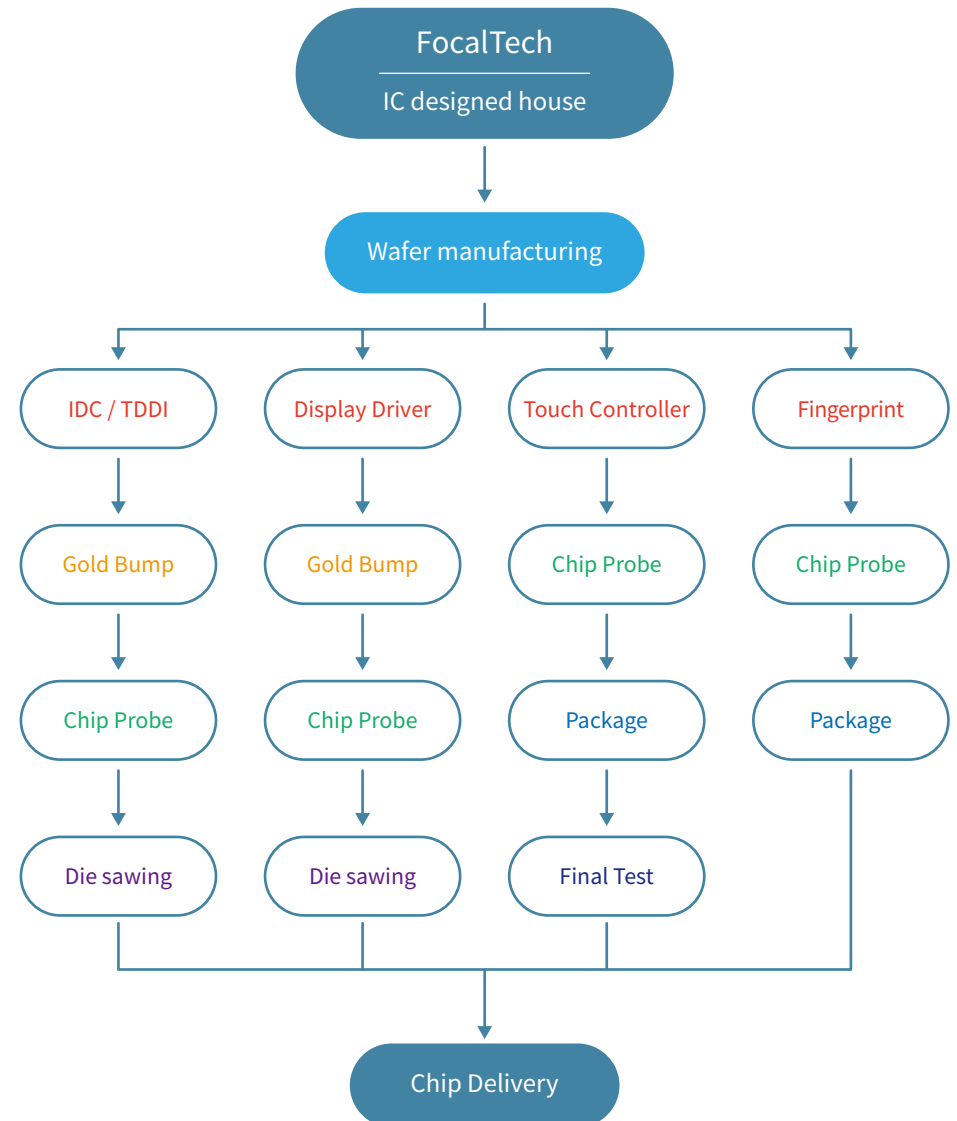 FocalTech
IC designed house
Wafer manufacturing
IDC / TDDI
Display Driver
Touch Controller
Fingerprint
Gold Bump
Gold Bump
Chip Probe
Chip Probe
Chip Probe
Chip Probe
Package
Package
Die sawing
Die sawing
Final Test
Chip Delivery